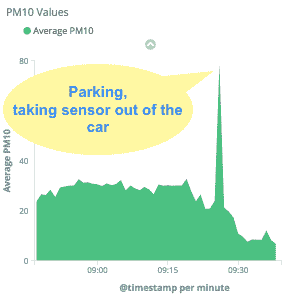 PM10 Values
Average PM10
80
Parking,
taking sensor out of the
car
40
20
0
Average PM10
09:00 09:15 09:30
@timestamp per minute